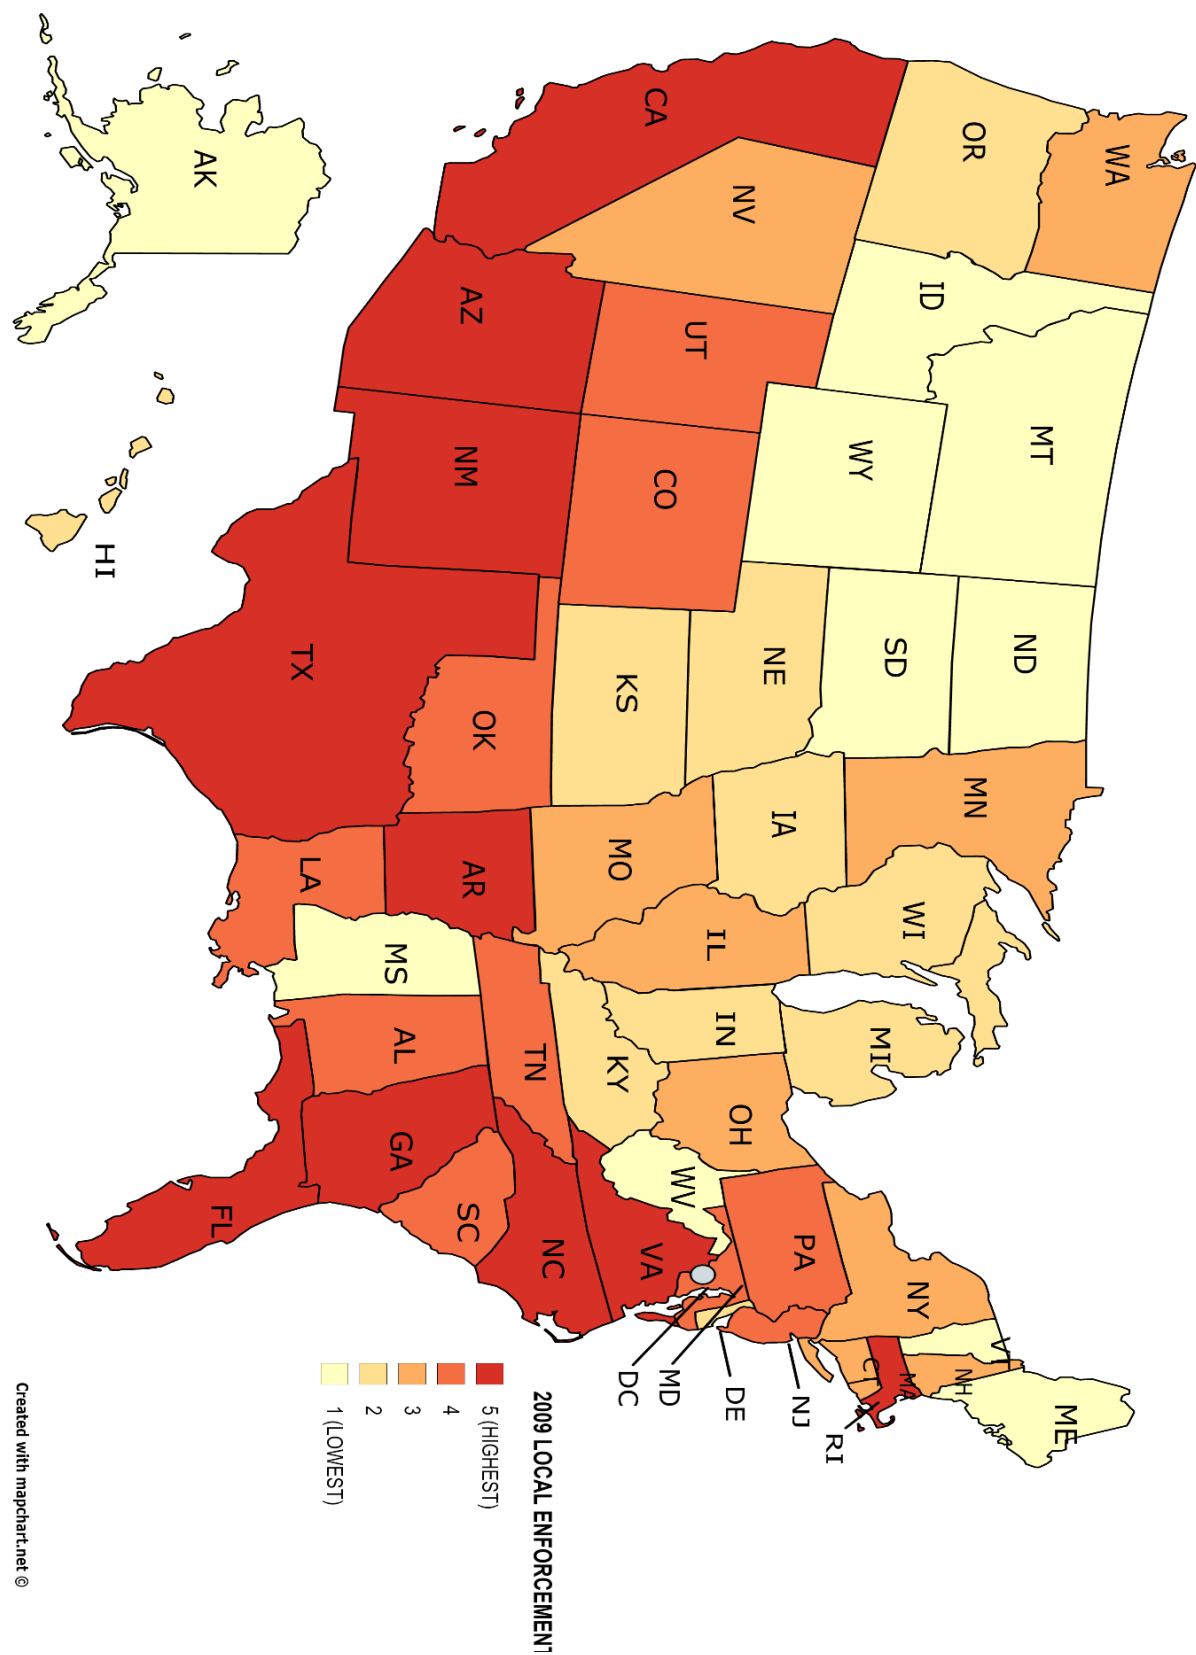 WA
OR
CA
NV
ID
MT
WY
UT
AZ
CO
NM
ND
SD
NE
KS
OK
TX
MN
IA
MO
AR
LA
WI
IL
MS
MI
IN
KY
TN
AL
OH
GA
FL
SC
NC
VA
WV
PA
NY
VT
NH
ME
MA
CT
RI
NJ
DE
MD
DC
AK
HI
2009 LOCAL ENFORCEMENT
5 (HIGHEST)
4
3
2
1 (LOWEST)
Created with mapchart.net ©